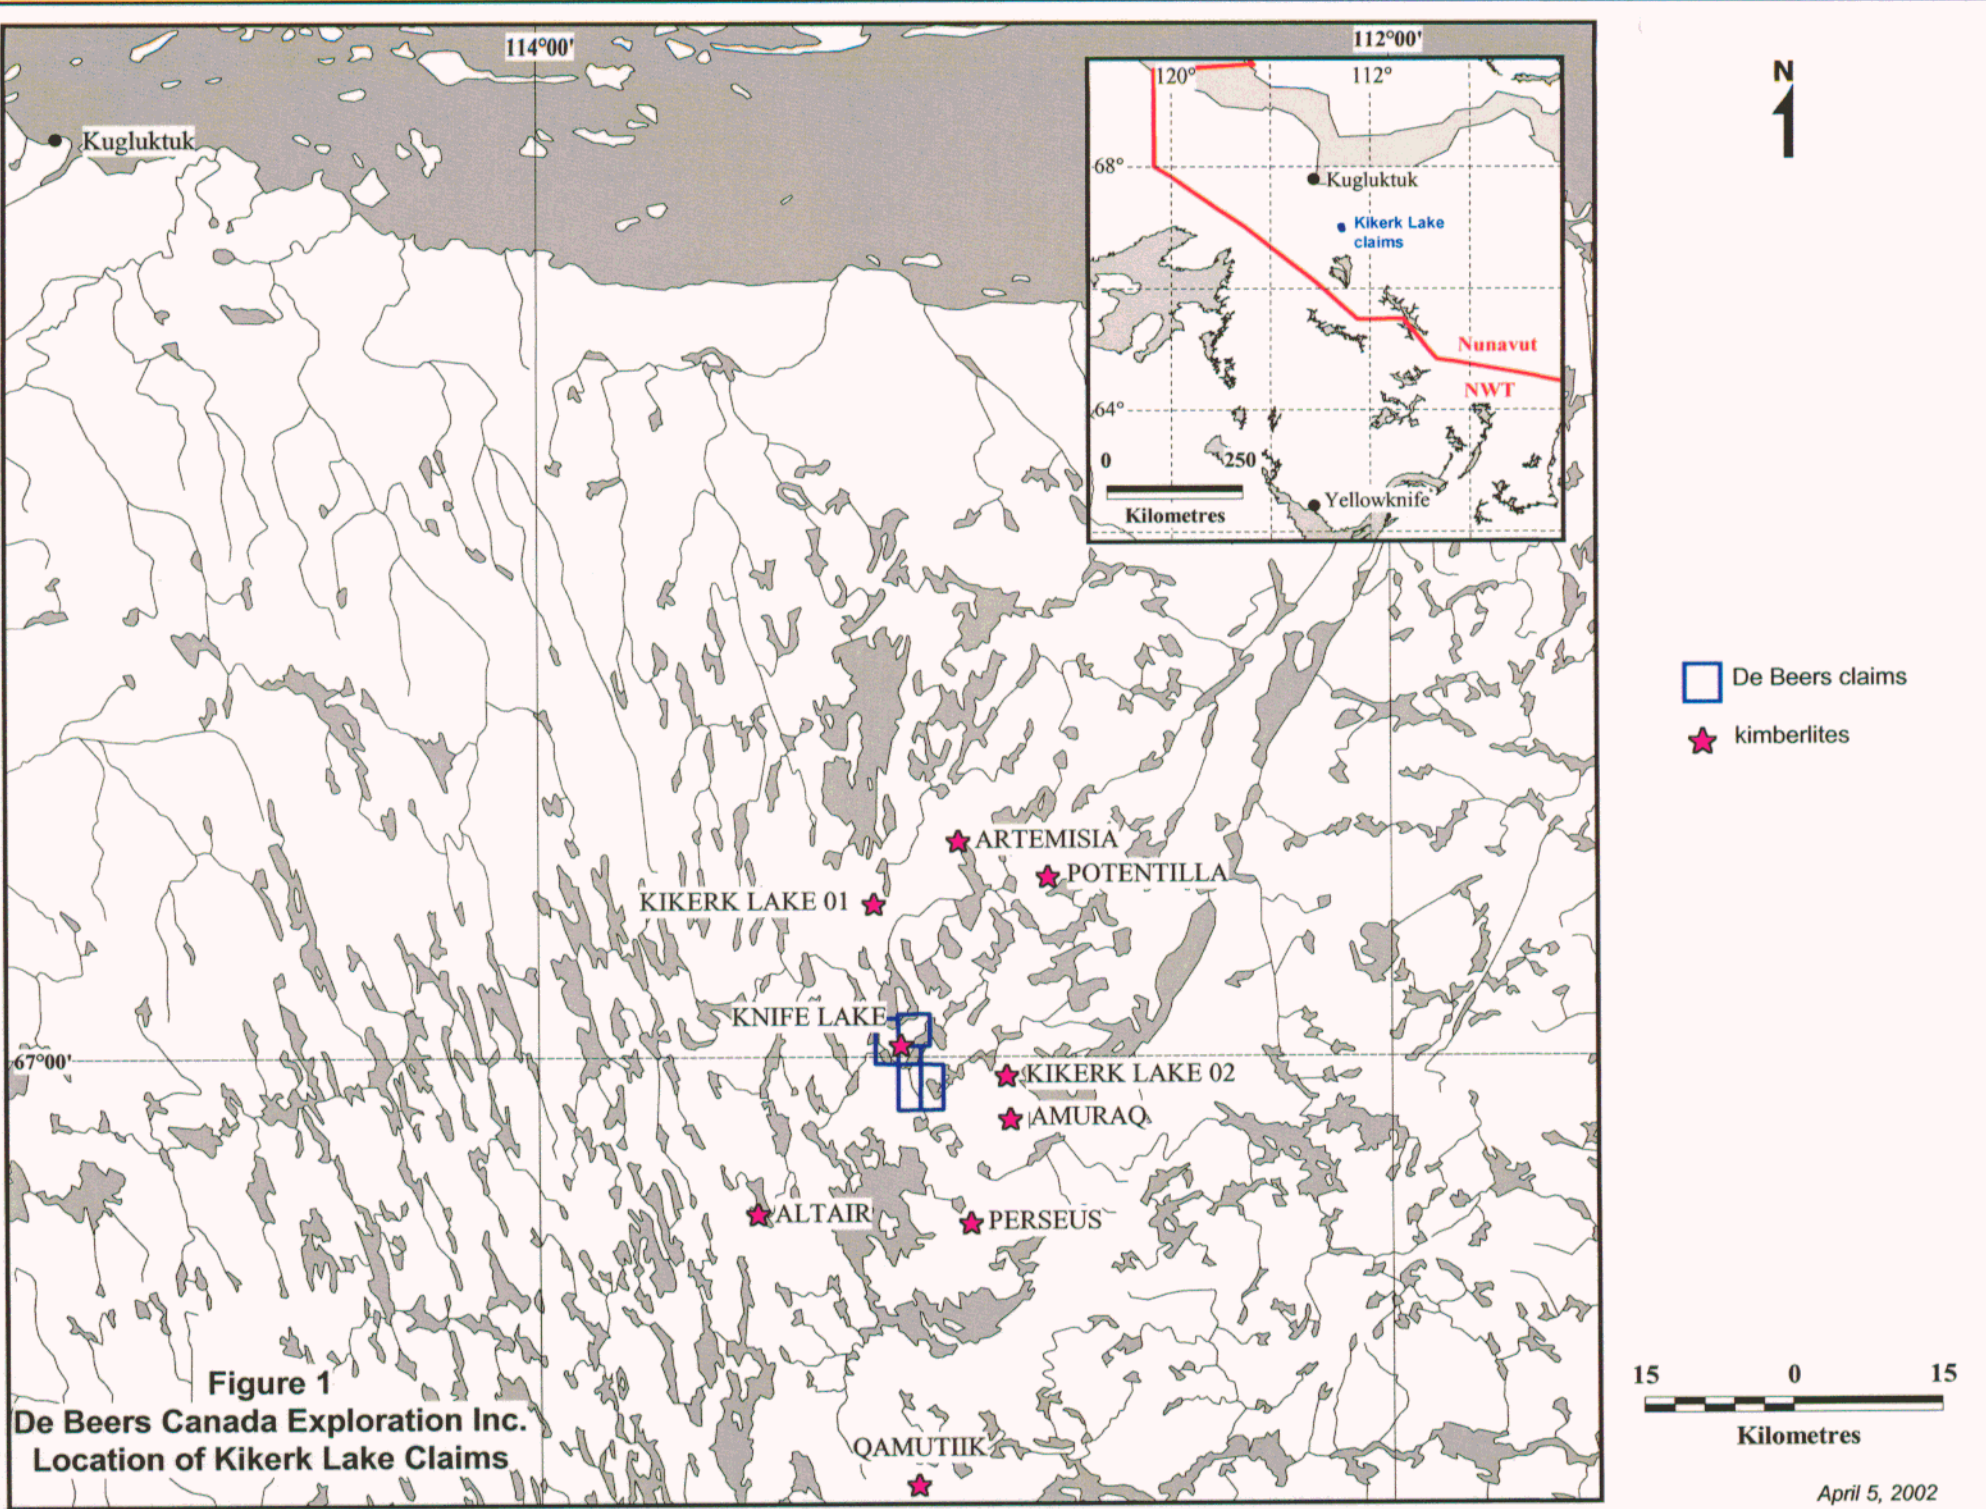 114°00'
112°00'
Kugluktuk
120°
112°
68°
Kugluktuk
Kikerk Lake
claims
Nunavut
NWT
64°
0 250
Kilometres
Yellowknife
N
De Beers claims
kimberlites
ARTEMISIA
POTENTILLA
KIKERK LAKE 01
KNIFE LAKE
67°00'
KIKERK LAKE 02
AMURAQ
ALTAIR
PERSEUS
QAMUTIIK
Figure 1
De Beers Canada Exploration Inc.
Location of Kikerk Lake Claims
15 0 15
Kilometres
April 5, 2002